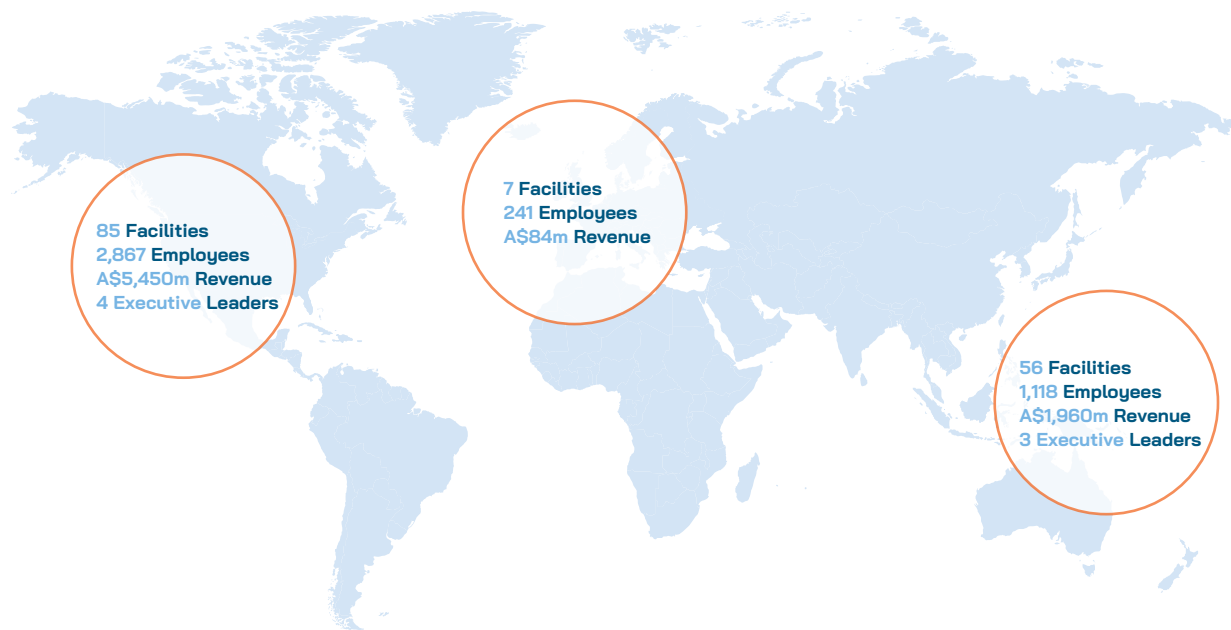 85 Facilities
2,867 Employees
A$5,450m Revenue
4 Executive Leaders
7 Facilities
241 Employees
A$84m Revenue
56 Facilities
1,118 Employees
A$1,960m Revenue
3 Executive Leaders